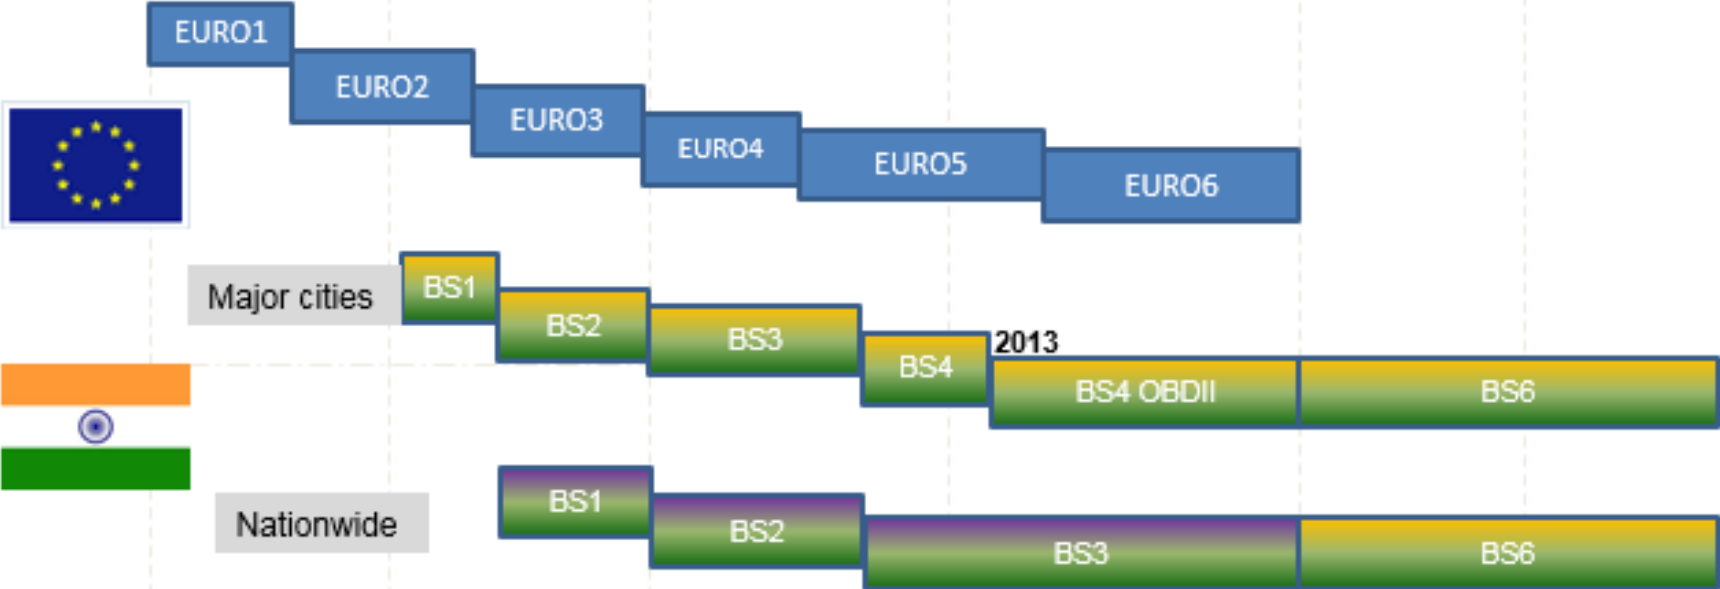 EURO1
EURO2
EURO3
EURO4
EURO5
EURO6
Major cities
BS1
BS2
BS3
BS4
2013
BS4 OBDII
BS6
Nationwide
BS1
BS2
BS3
BS6